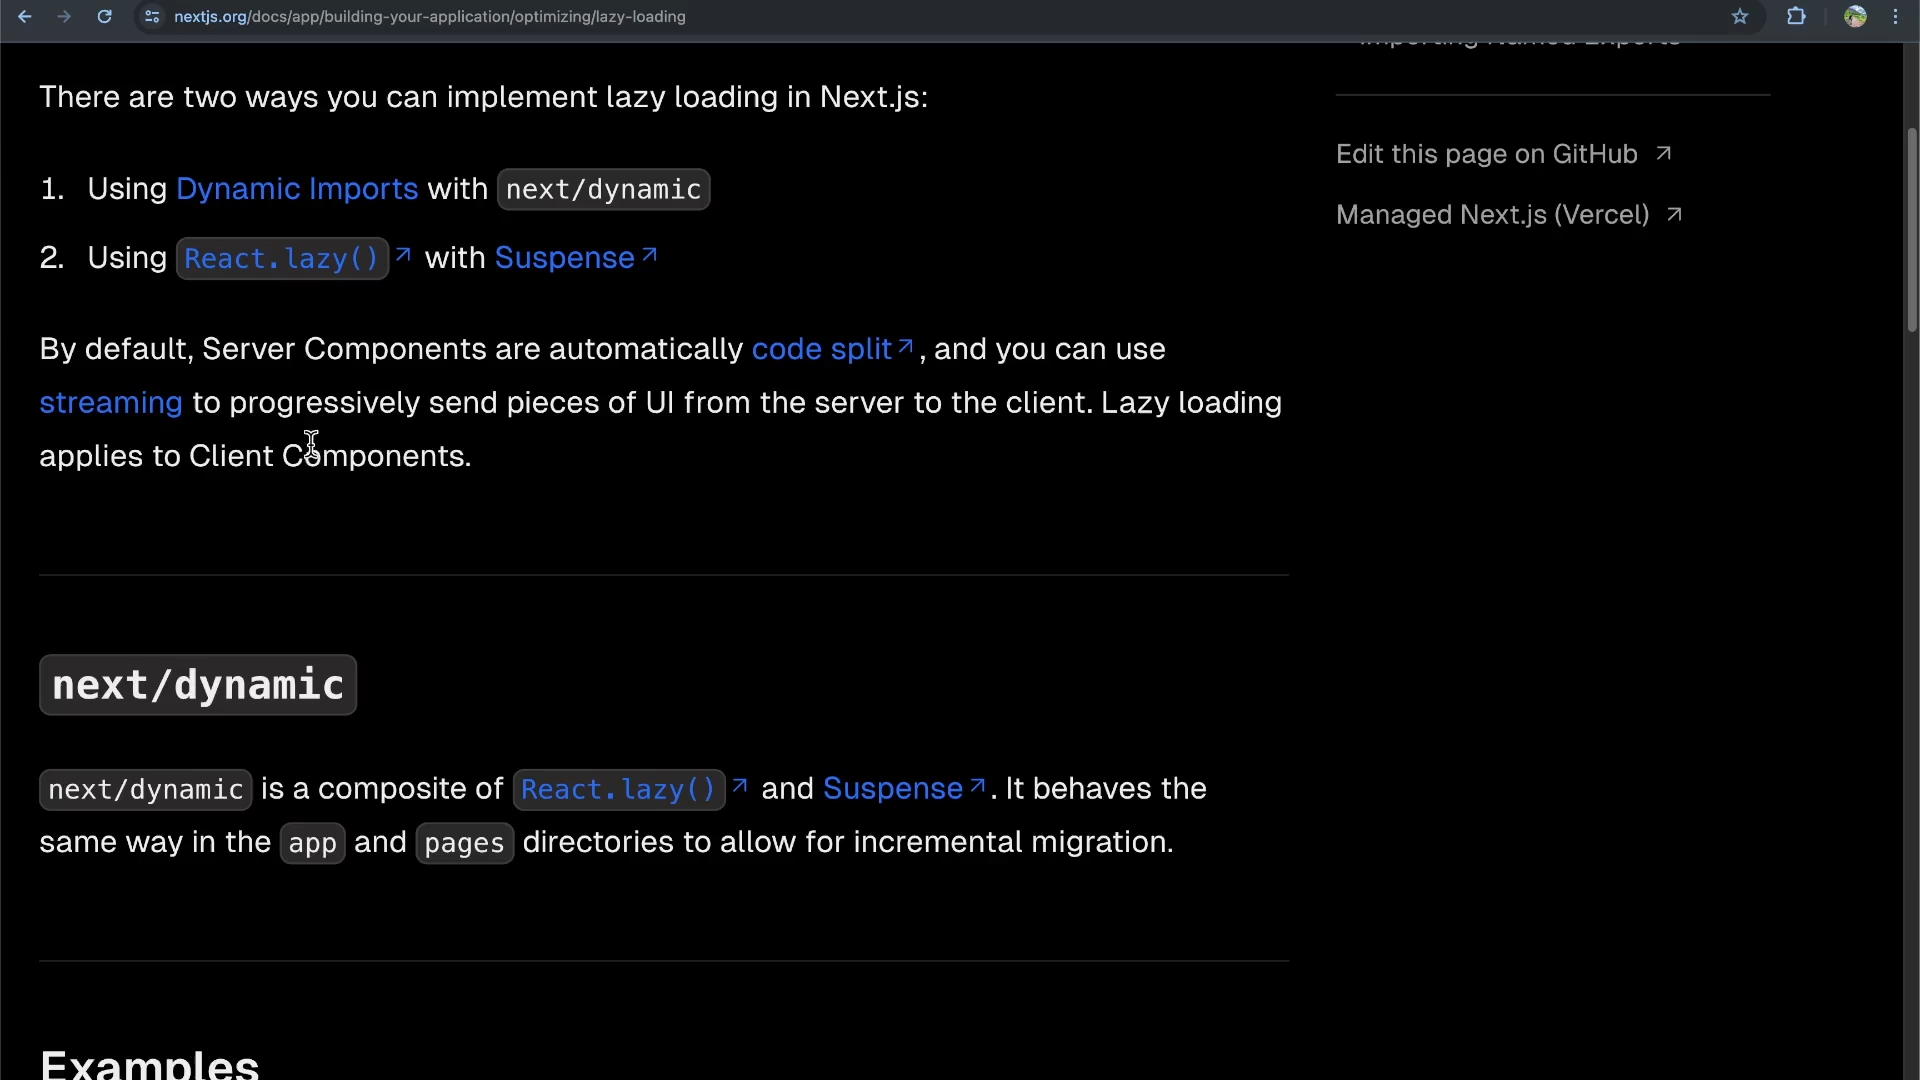 nextjs.org/docs/app/building-your-application/optimizing/lazy-loading
Importing Named Exports
There are two ways you can implement lazy loading in Next.js:
Edit this page on GitHub ↗
1. Using Dynamic Imports with next/dynamic
Managed Next.js (Vercel) ↗
2. Using React.lazy() ↗ with Suspense ↗
By default, Server Components are automatically code split ↗, and you can use
streaming to progressively send pieces of UI from the server to the client. Lazy loading
applies to Client Components.
next/dynamic
next/dynamic is a composite of React.lazy() ↗ and Suspense ↗. It behaves the
same way in the app and pages directories to allow for incremental migration.
Examples